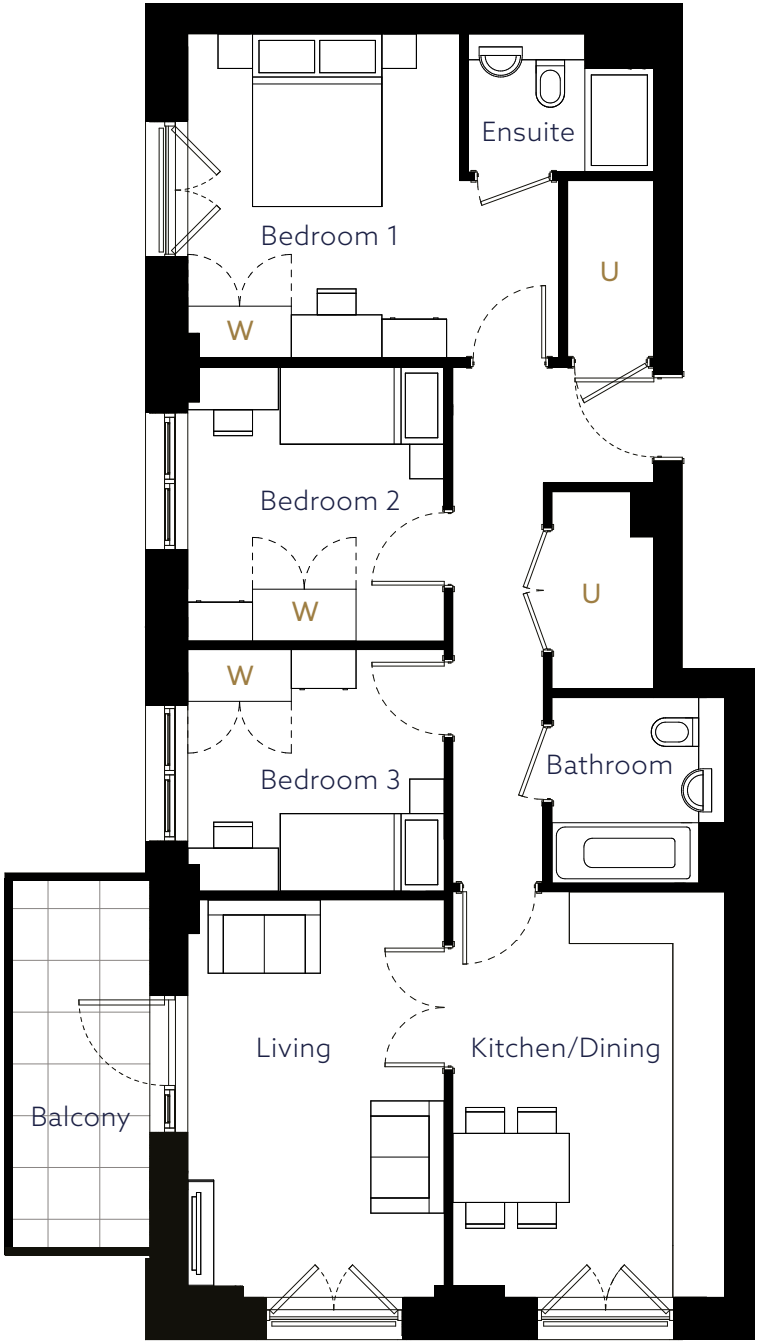 Ensuite
Bedroom 1
U
W
Bedroom 2
W
U
W
Bathroom
Bedroom 3
Living
Kitchen/Dining
Balcony